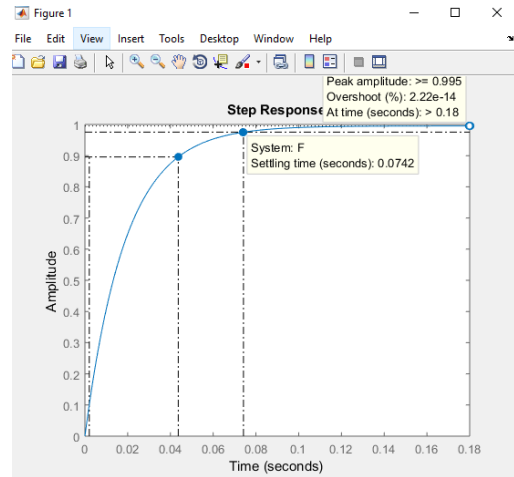 Figure 1
File Edit View Insert Tools Desktop Window Help
Peak amplitude: >= 0.995
Overshoot (%): 2.22e-14
At time (seconds): > 0.18
Step Response
System: F
Settling time (seconds): 0.0742
Amplitude
1
0.9
0.8
0.7
0.6
0.5
0.4
0.3
0.2
0.1
0
0 0.02 0.04 0.06 0.08 0.1 0.12 0.14 0.16 0.18
Time (seconds)